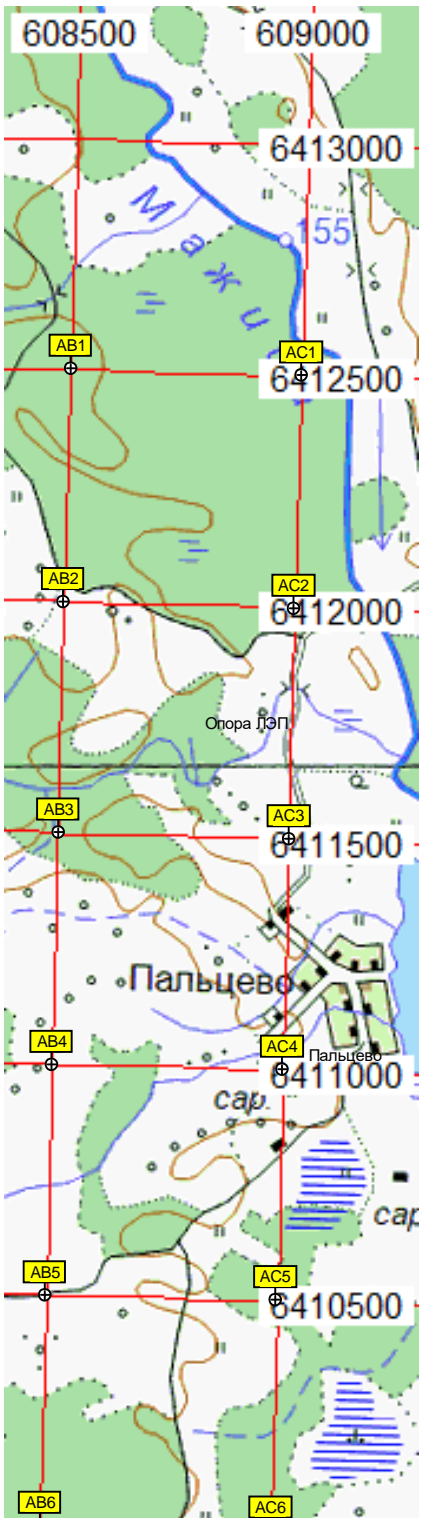 608500 609000
6413000
Мажи
155
AB1 AC1
6412500
AB2 AC2
6412000
Опора ЛЭП
AB3 AC3
6411500
Пальцево
AB4 AC4
Пальцево
6411000
сар.
сар
AB5 AC5
6410500
AB6 AC6